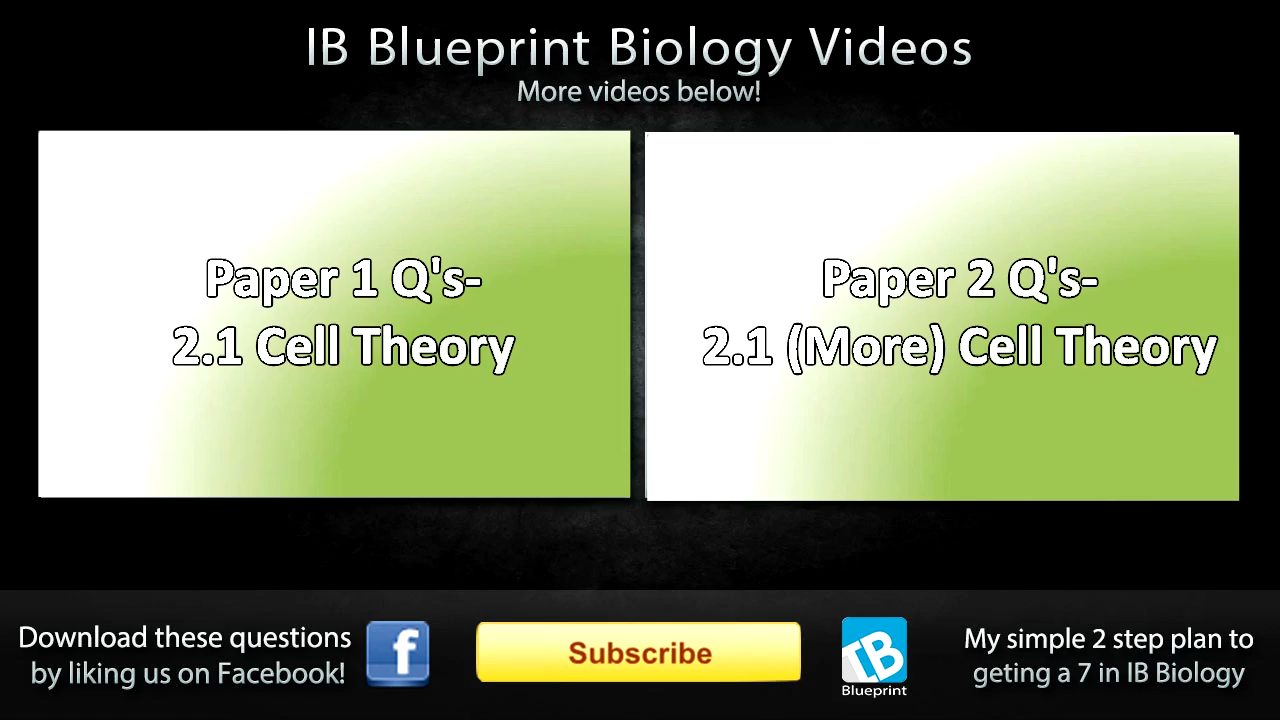 IB Blueprint Biology Videos
More videos below!
Paper 1 Q's-
2.1 Cell Theory
Paper 2 Q's-
2.1 (More) Cell Theory
Download these questions
by liking us on Facebook!
f
Subscribe
IB
Blueprint
My simple 2 step plan to
geting a 7 in IB Biology